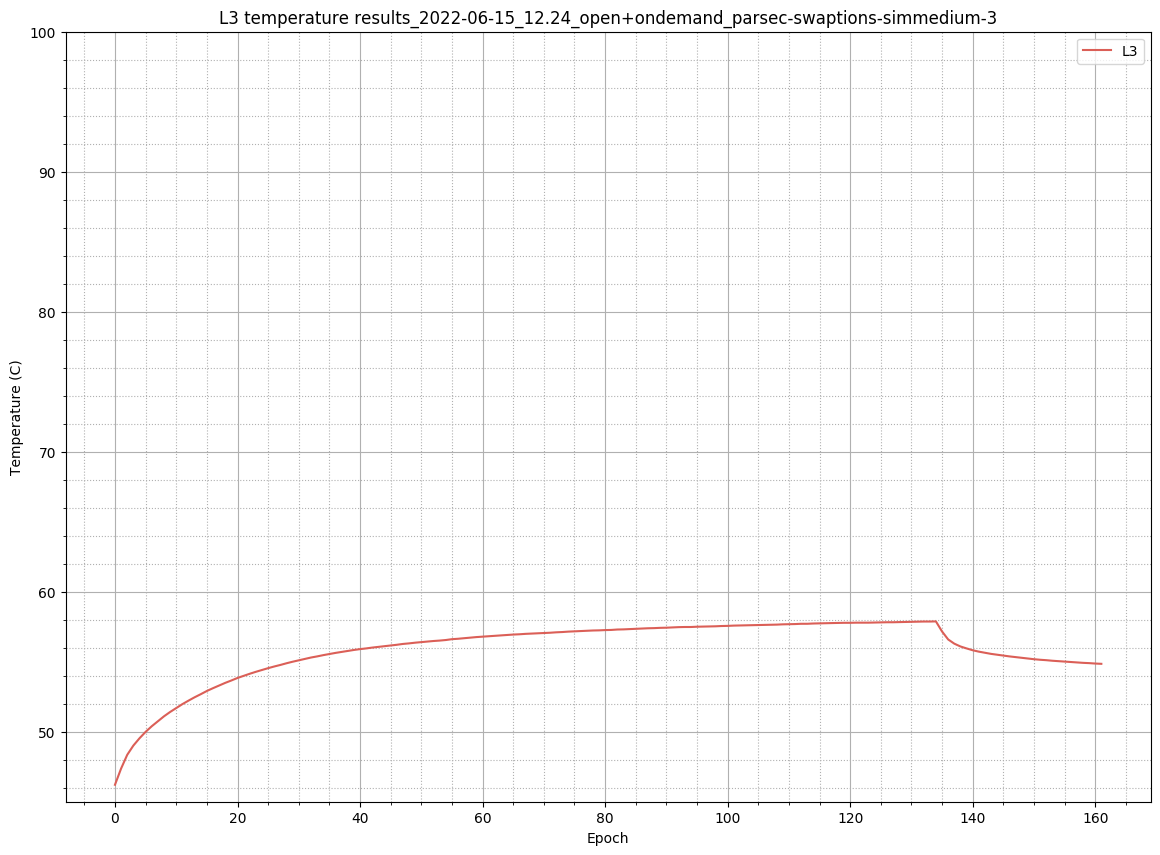 L3 temperature results_2022-06-15_12.24_open+ondemand_parsec-swaptions-simmedium-3
L3
100
90
80
70
60
50
Temperature (C)
0 20 40 60 80 100 120 140 160
Epoch